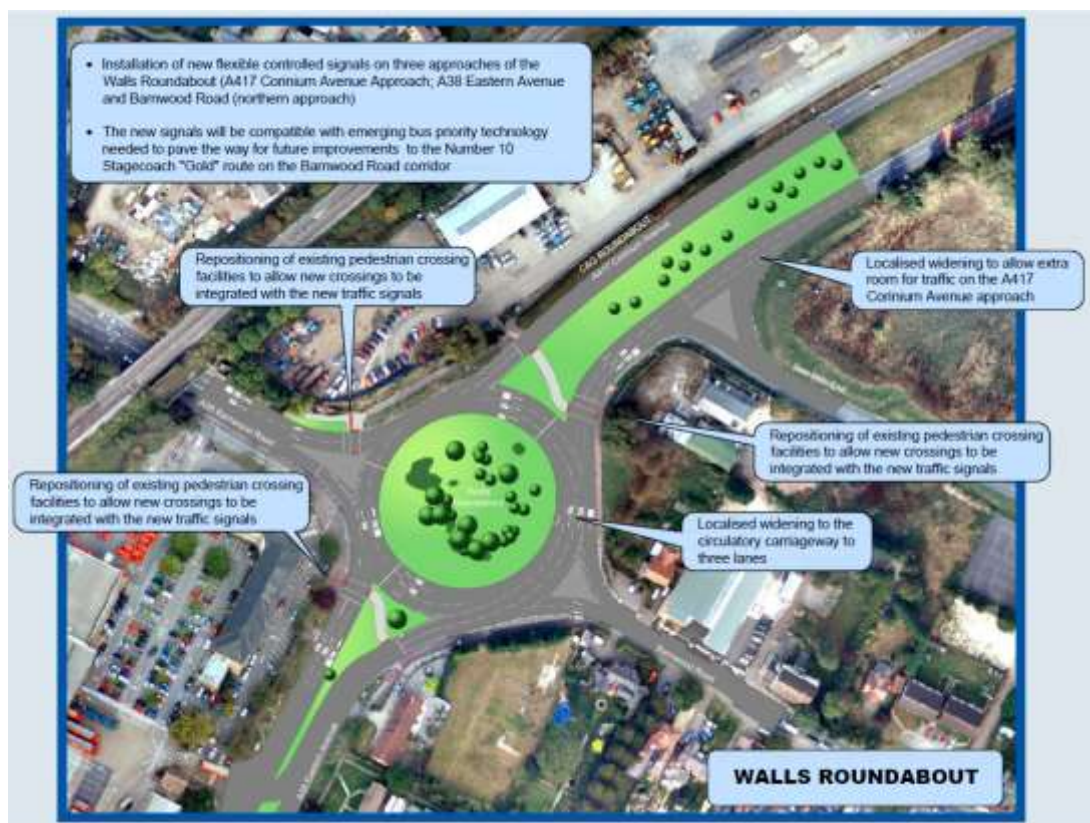 • Installation of new flexible controlled signals on three approaches of the
Walls Roundabout (A417 Corinium Avenue Approach; A38 Eastern Avenue
and Barnwood Road (northern approach)
• The new signals will be compatible with emerging bus priority technology
needed to pave the way for future improvements to the Number 10
Stagecoach "Gold" route on the Barnwood Road corridor
Repositioning of existing pedestrian crossing
facilities to allow new crossings to be
integrated with the new traffic signals
C&G ROUNDABOUT
Localised widening to allow extra
room for traffic on the A417
Corinium Avenue approach
Repositioning of existing pedestrian crossing
facilities to allow new crossings to be
integrated with the new traffic signals
Repositioning of existing pedestrian crossing
facilities to allow new crossings to be
integrated with the new traffic signals
Localised widening to the
circulatory carriageway to
three lanes
WALLS ROUNDABOUT